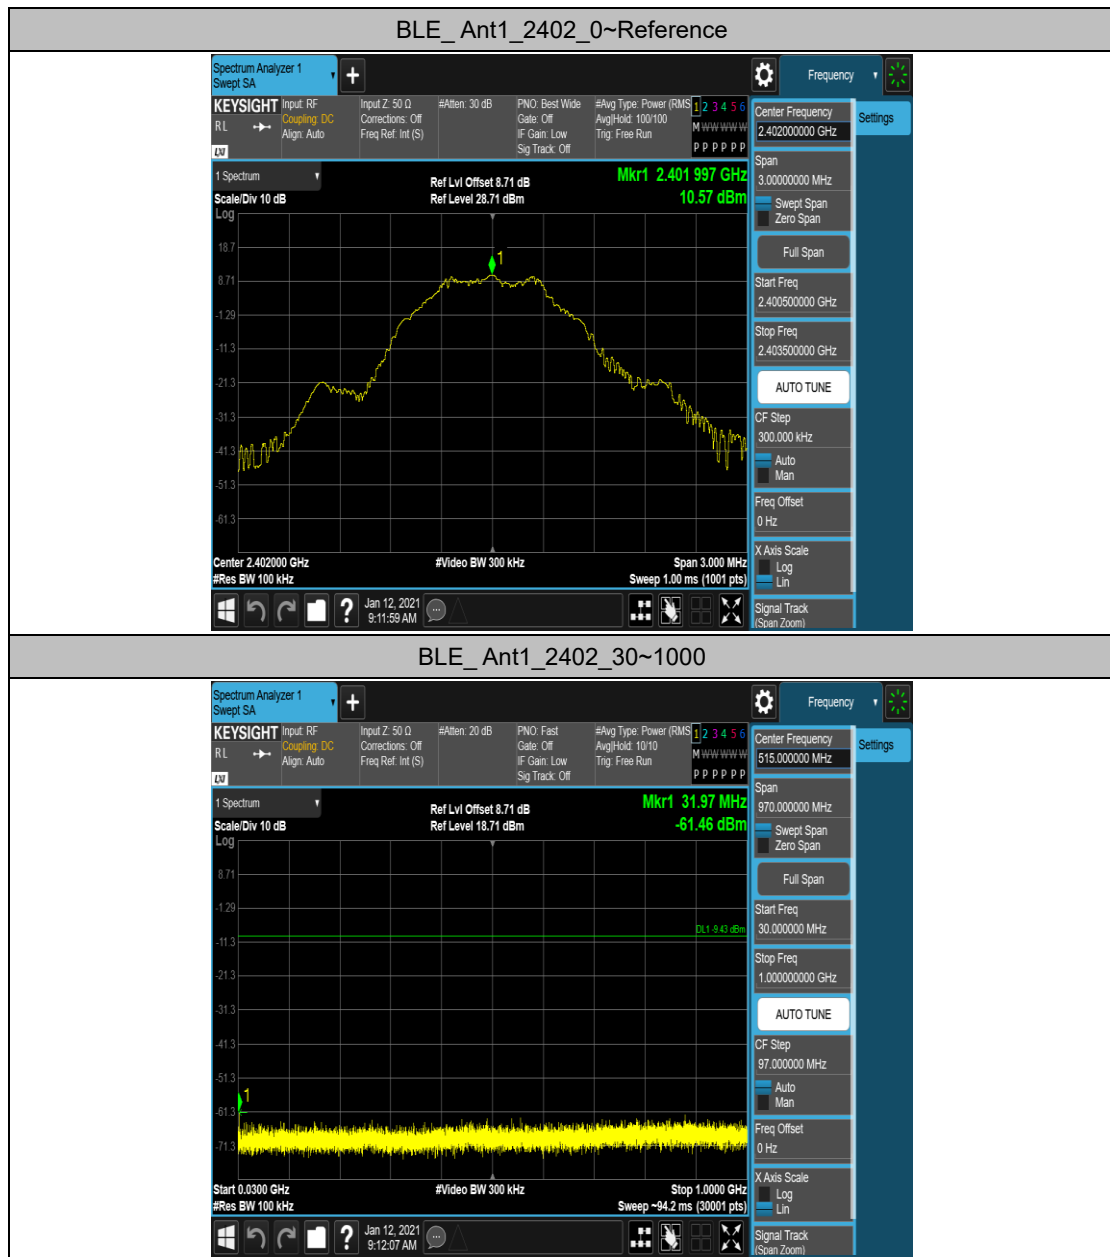 BLE_ Ant1_2402_0~Reference
Spectrum Analyzer 1
Swept SA
Frequency
KEYSIGHT
RL
LXI
Input: RF
Coupling: DC
Align: Auto
Input Z: 50 Ω
Corrections: Off
Freq Ref: Int (S)
#Atten: 30 dB
PNO: Best Wide
Gate: Off
IF Gain: Low
Sig Track: Off
#Avg Type: Power (RMS
Avg|Hold: 100/100
Trig: Free Run
1 2 3 4 5 6
M W W W W W
P P P P P P
1 Spectrum
Scale/Div 10 dB
Log
Ref Lvl Offset 8.71 dB
Ref Level 28.71 dBm
Mkr1 2.401 997 GHz
10.57 dBm
1
18.7
8.71
-1.29
-11.3
-21.3
-31.3
-41.3
-51.3
-61.3
Center 2.402000 GHz
#Res BW 100 kHz
#Video BW 300 kHz
Span 3.000 MHz
Sweep 1.00 ms (1001 pts)
Jan 12, 2021
9:11:59 AM
Center Frequency
2.402000000 GHz
Settings
Span
3.00000000 MHz
Swept Span
Zero Span
Full Span
Start Freq
2.400500000 GHz
Stop Freq
2.403500000 GHz
AUTO TUNE
CF Step
300.000 kHz
Auto
Man
Freq Offset
0 Hz
X Axis Scale
Log
Lin
Signal Track
(Span Zoom)
BLE_ Ant1_2402_30~1000
Spectrum Analyzer 1
Swept SA
Frequency
KEYSIGHT
RL
LXI
Input: RF
Coupling: DC
Align: Auto
Input Z: 50 Ω
Corrections: Off
Freq Ref: Int (S)
#Atten: 20 dB
PNO: Fast
Gate: Off
IF Gain: Low
Sig Track: Off
#Avg Type: Power (RMS
Avg|Hold: 10/10
Trig: Free Run
1 2 3 4 5 6
M W W W W W
P P P P P P
1 Spectrum
Scale/Div 10 dB
Log
Ref Lvl Offset 8.71 dB
Ref Level 18.71 dBm
Mkr1 31.97 MHz
-61.46 dBm
8.71
-1.29
DL1 -9.43 dBm
-11.3
-21.3
-31.3
-41.3
-51.3
1
-61.3
-71.3
Start 0.0300 GHz
#Res BW 100 kHz
#Video BW 300 kHz
Stop 1.0000 GHz
Sweep ~94.2 ms (30001 pts)
Jan 12, 2021
9:12:07 AM
Center Frequency
515.000000 MHz
Settings
Span
970.000000 MHz
Swept Span
Zero Span
Full Span
Start Freq
30.000000 MHz
Stop Freq
1.000000000 GHz
AUTO TUNE
CF Step
97.000000 MHz
Auto
Man
Freq Offset
0 Hz
X Axis Scale
Log
Lin
Signal Track
(Span Zoom)